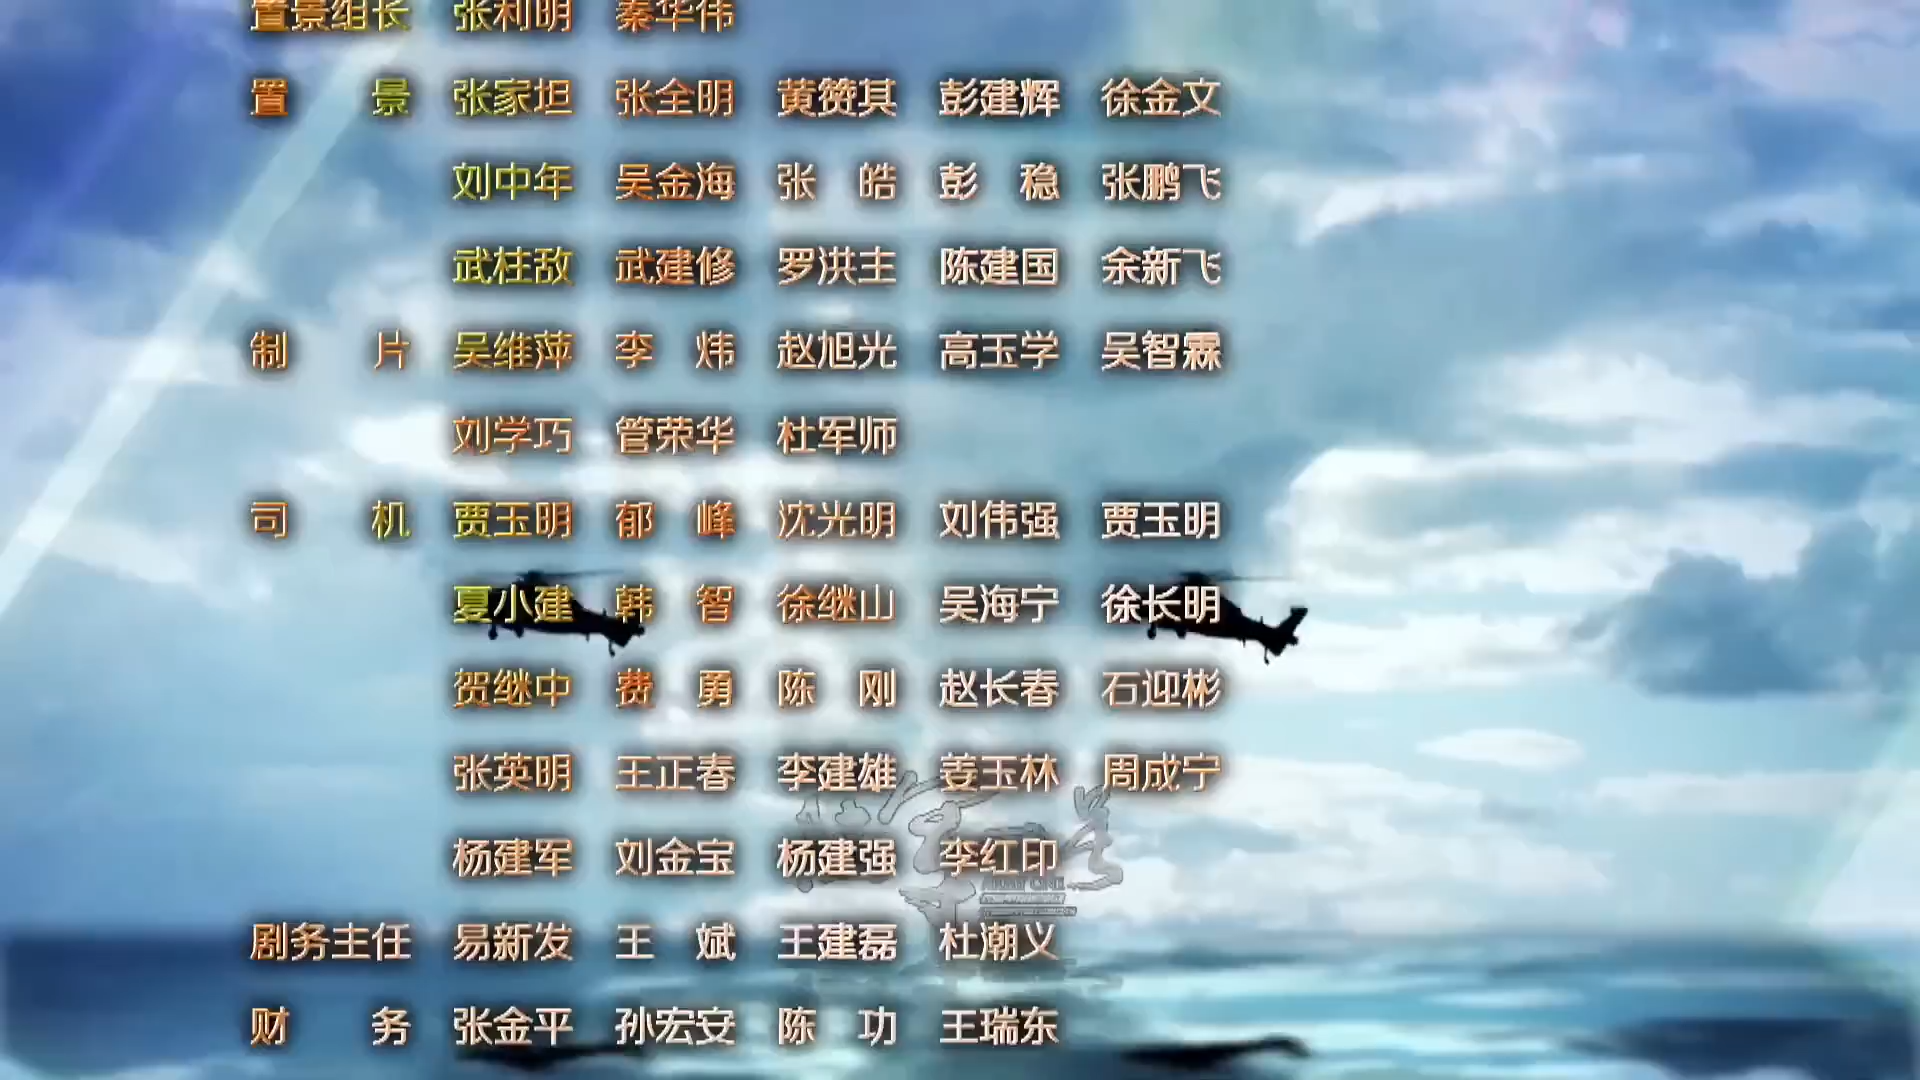 置景组长 张利明 秦华伟
置景 张家坦 张全明 黄赞其 彭建辉 徐金文
刘中年 吴金海 张皓 彭稳 张鹏飞
武柱敌 武建修 罗洪主 陈建国 余新飞
制片 吴维萍 李炜 赵旭光 高玉学 吴智霖
刘学巧 管荣华 杜军师
司机 贾玉明 郁峰 沈光明 刘伟强 贾玉明
夏小建 韩智 徐继山 吴海宁 徐长明
贺继中 费勇 陈刚 赵长春 石迎彬
张英明 王正春 李建雄 姜玉林 周成宁
杨建军 刘金宝 杨建强 李红印
陆军一号
ARMY ONE
剧务主任 易新发 王斌 王建磊 杜潮义
财务 张金平 孙宏安 陈功 王瑞东